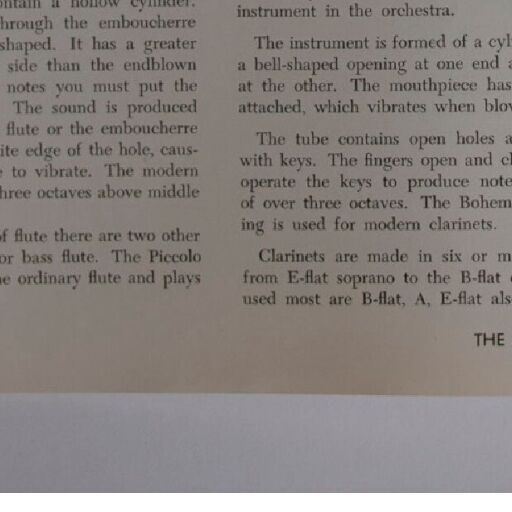 ontain a hollow cylinder.
hrough the emboucherre
shaped. It has a greater
side than the endblown
notes you must put the
The sound is produced
flute or the emboucherre
ite edge of the hole, caus-
to vibrate. The modern
hree octaves above middle
of flute there are two other
or bass flute. The Piccolo
ne ordinary flute and plays
instrument in the orchestra.
The instrument is formed of a cyl
a bell-shaped opening at one end
at the other. The mouthpiece has
attached, which vibrates when blow
The tube contains open holes a
with keys. The fingers open and cl
operate the keys to produce note
of over three octaves. The Bohem
ing is used for modern clarinets.
Clarinets are made in six or m
from E-flat soprano to the B-flat
used most are B-flat, A, E-flat als
THE